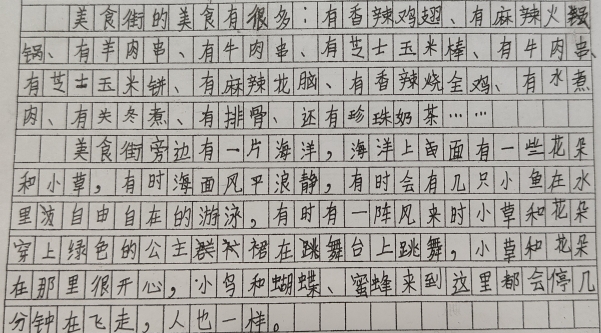 美食街的美食有很多：有香辣鸡翅、有麻辣火
锅、有羊肉串、有牛肉串、有芝士玉米棒、有牛肉串、
有芝士玉米饼、有麻辣花脑、有香辣烧全鸡、有水煮
肉、有关冬煮、有排骨、还有珍珠奶茶……
美食街旁边有一片海洋，海洋上面有一些花朵
和小草，有时海面风平浪静，有时会有几只小鱼在水
里自由自在的游泳，有时有一阵风来时小草和花朵
穿上绿色的公主裙在跳舞台上跳舞，小草和花朵
在那里很开心，小鸟和蝴蝶、蜜蜂来到这里都会停几
分钟在飞走，人也一样。